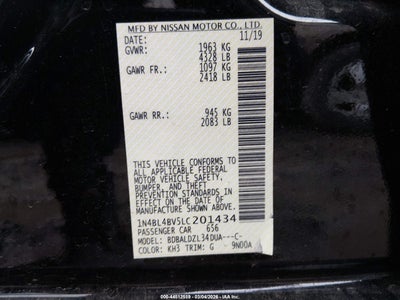 MFD BY NISSAN MOTOR CO., LTD.
DATE: 11/19
GVWR: 1963 KG
4328 LB
GAWR FR.: 1097 KG
2418 LB
GAWR RR.: 945 KG
2083 LB
THIS VEHICLE CONFORMS TO
ALL APPLICABLE FEDERAL
MOTOR VEHICLE SAFETY,
BUMPER, AND THEFT
PREVENTION STANDARDS IN
EFFECT ON THE DATE OF
MANUFACTURE SHOWN ABOVE.
1N4BL4BV5LC201434
PASSENGER CAR 656
MODEL: BDBALDZL34DUA---C-
COLOR: KH3 TRIM: G 9N00A
000-44512559 - 03/04/2026 - IAAI